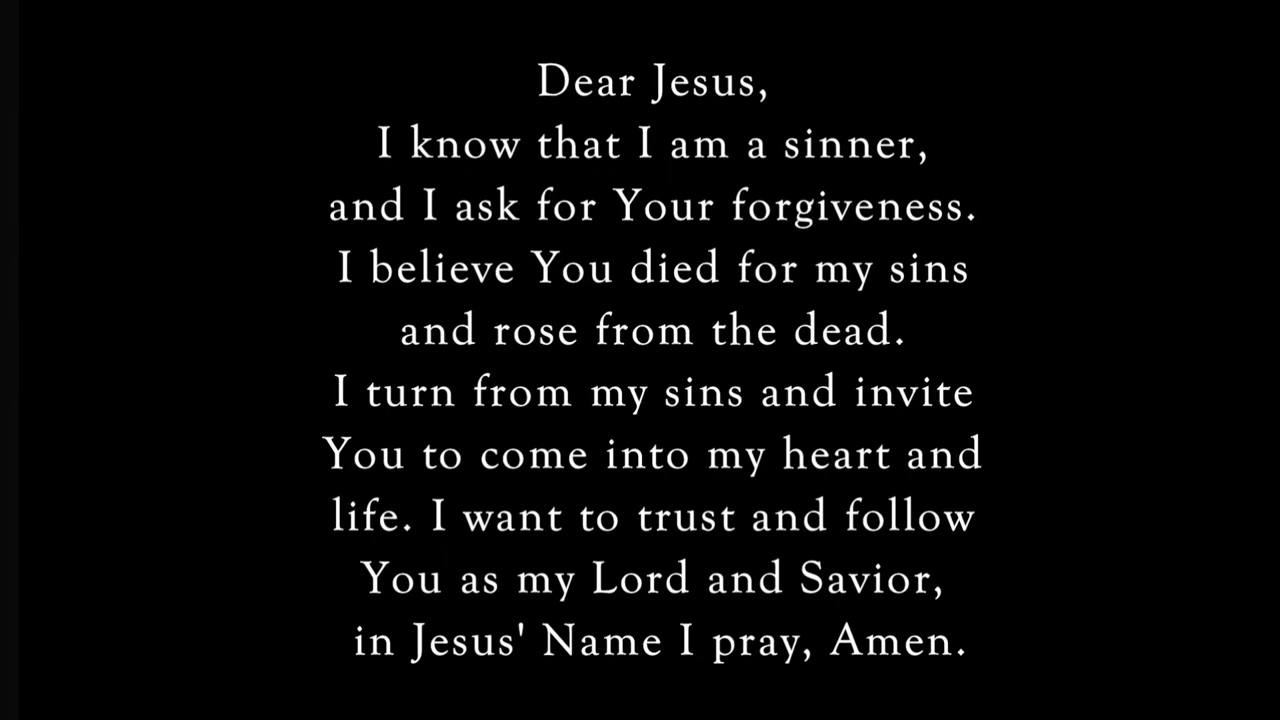 Dear Jesus,
I know that I am a sinner,
and I ask for Your forgiveness.
I believe You died for my sins
and rose from the dead.
I turn from my sins and invite
You to come into my heart and
life. I want to trust and follow
You as my Lord and Savior,
in Jesus' Name I pray, Amen.